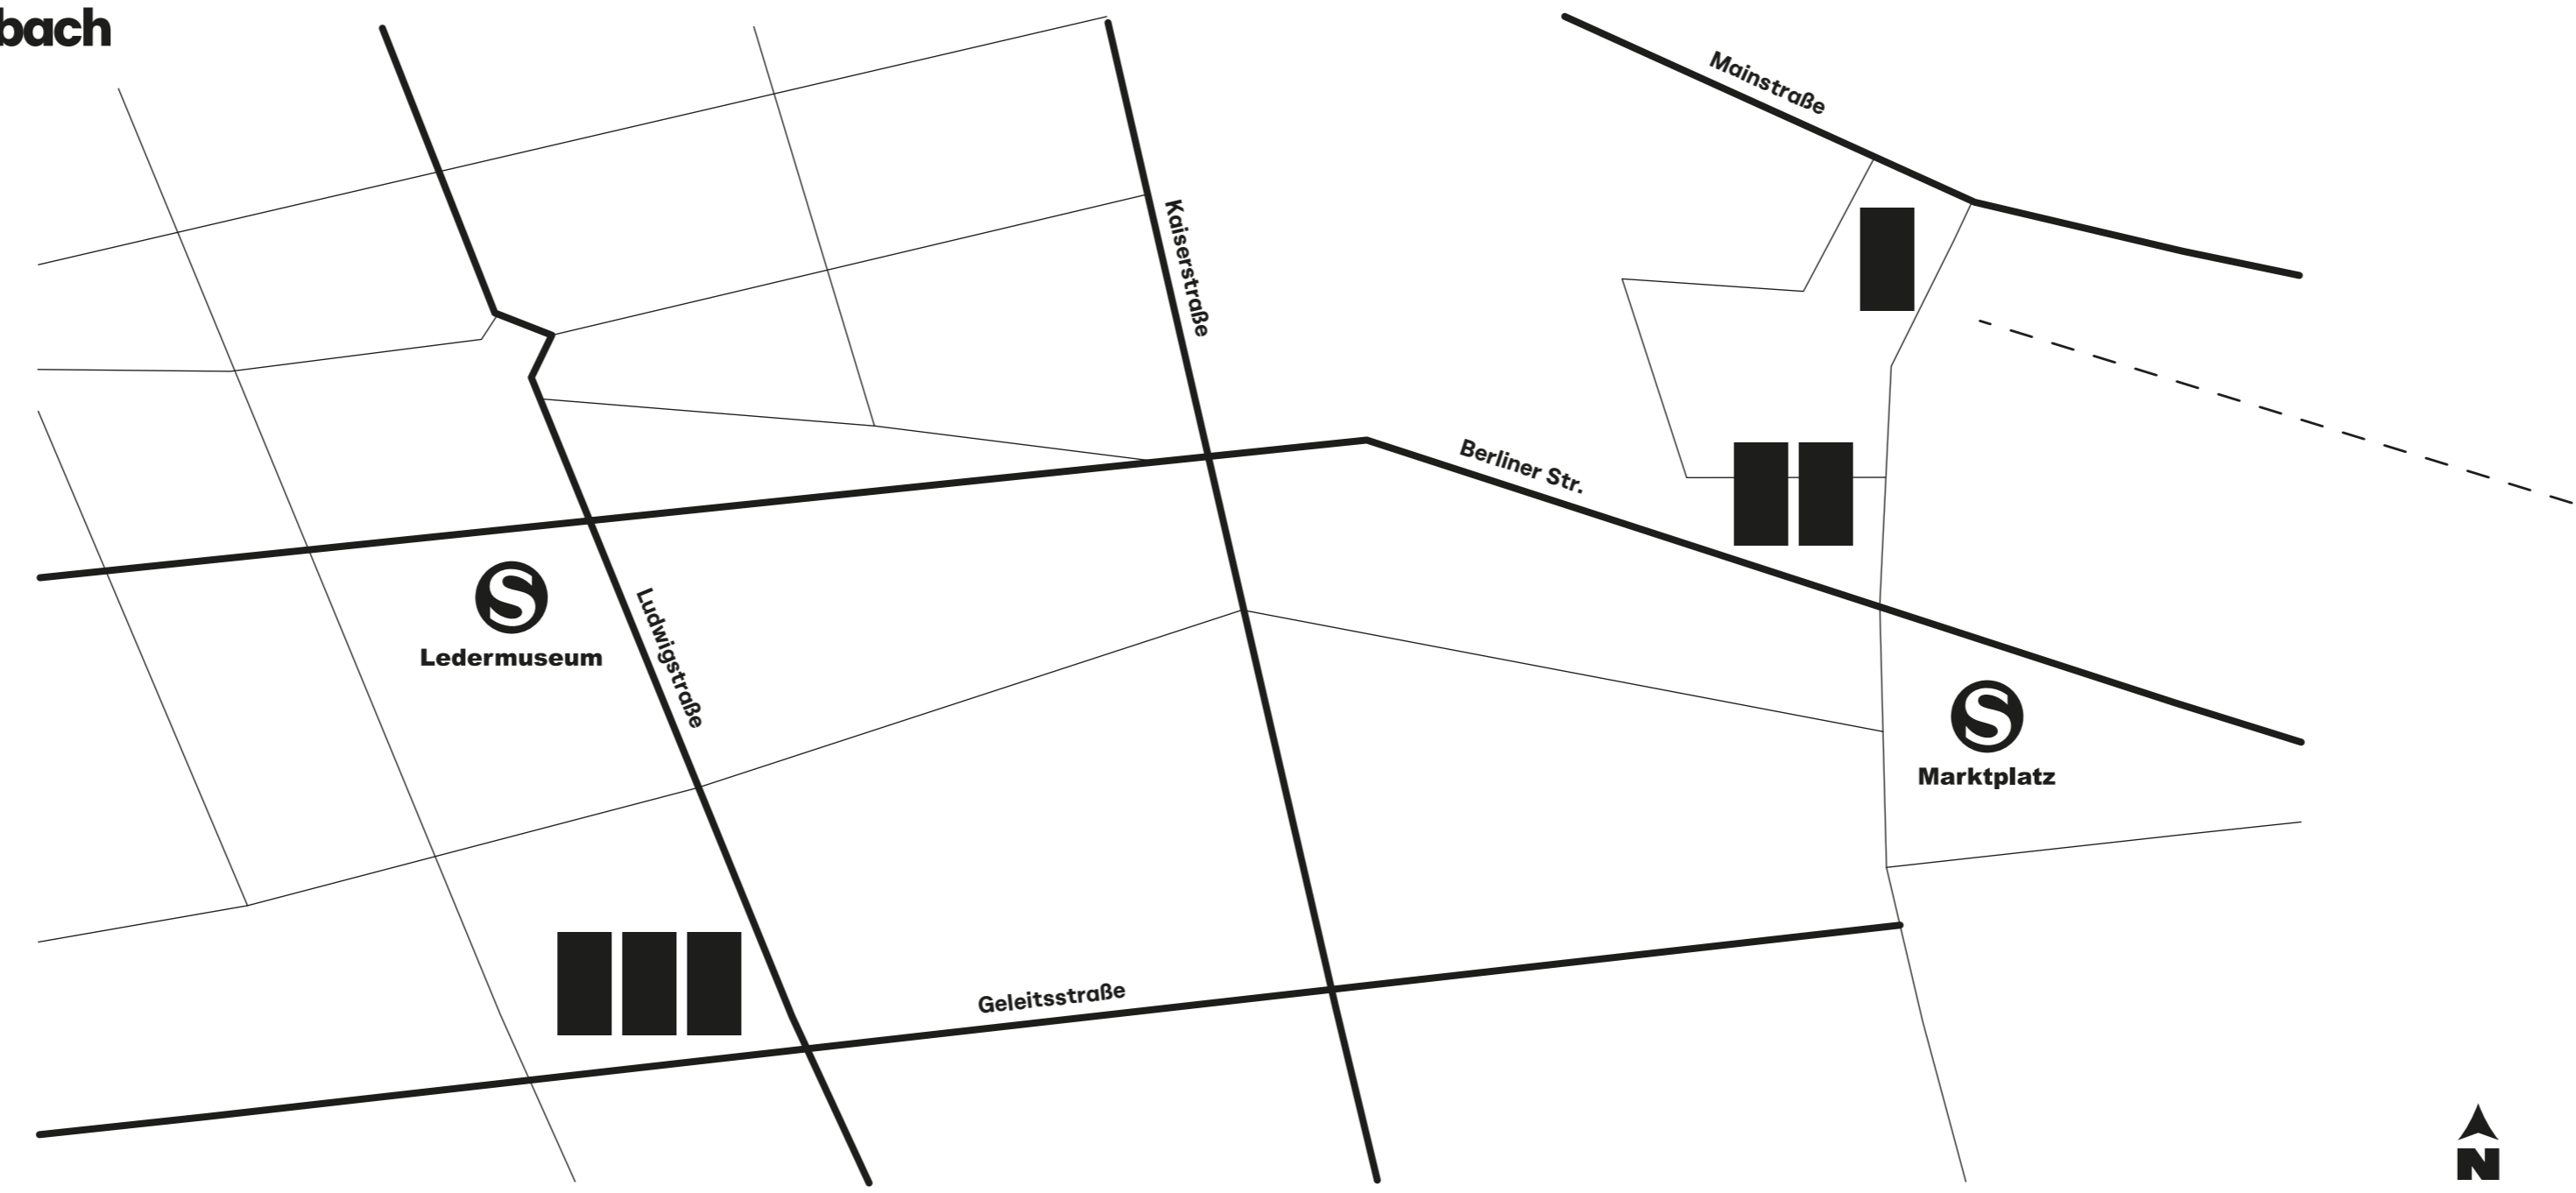 bach
Mainstraße
Kaiserstraße
Berliner Str.
S
Ledermuseum
Ludwigstraße
S
Marktplatz
Geleitsstraße
N